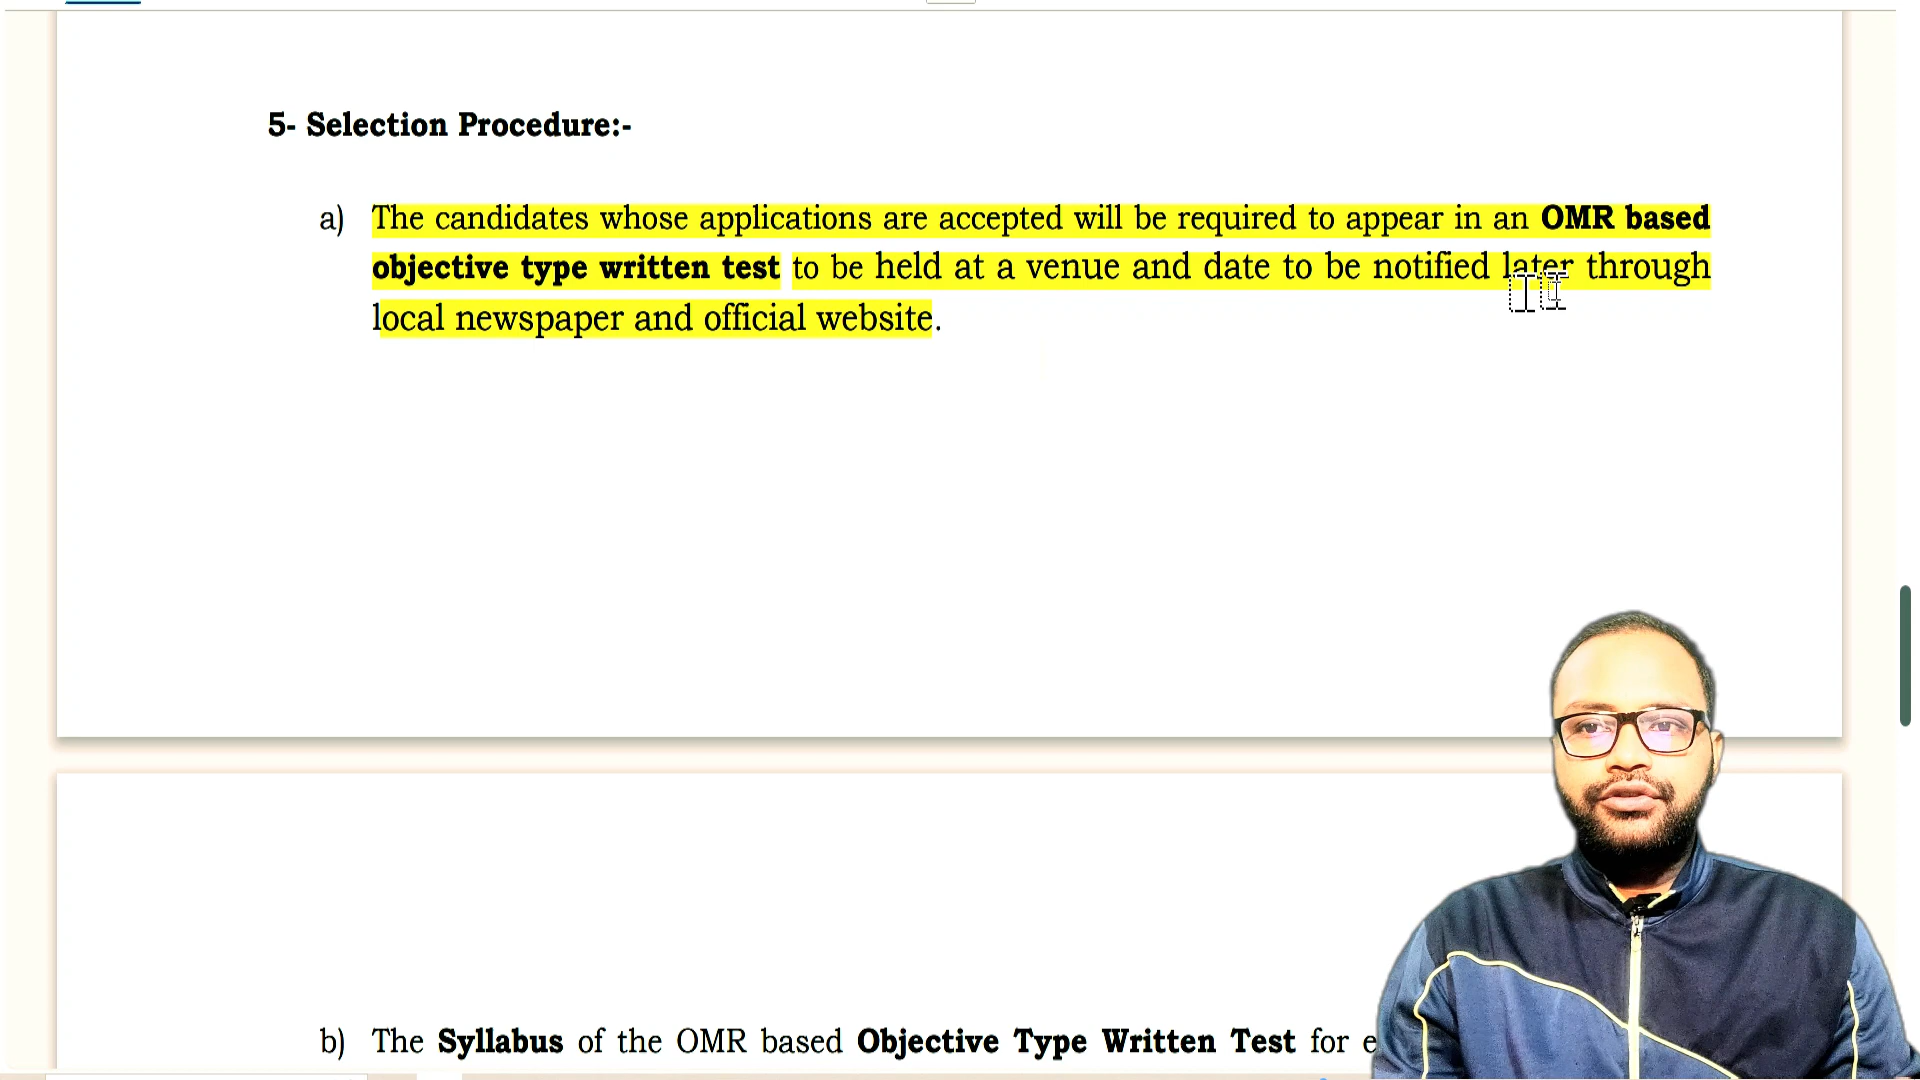 5- Selection Procedure:-
a) The candidates whose applications are accepted will be required to appear in an OMR based
objective type written test to be held at a venue and date to be notified later through
local newspaper and official website.
b) The Syllabus of the OMR based Objective Type Written Test for